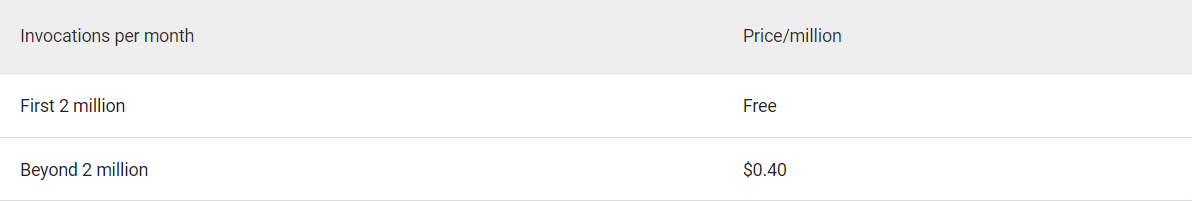 Invocations per month Price/million
First 2 million Free
Beyond 2 million $0.40